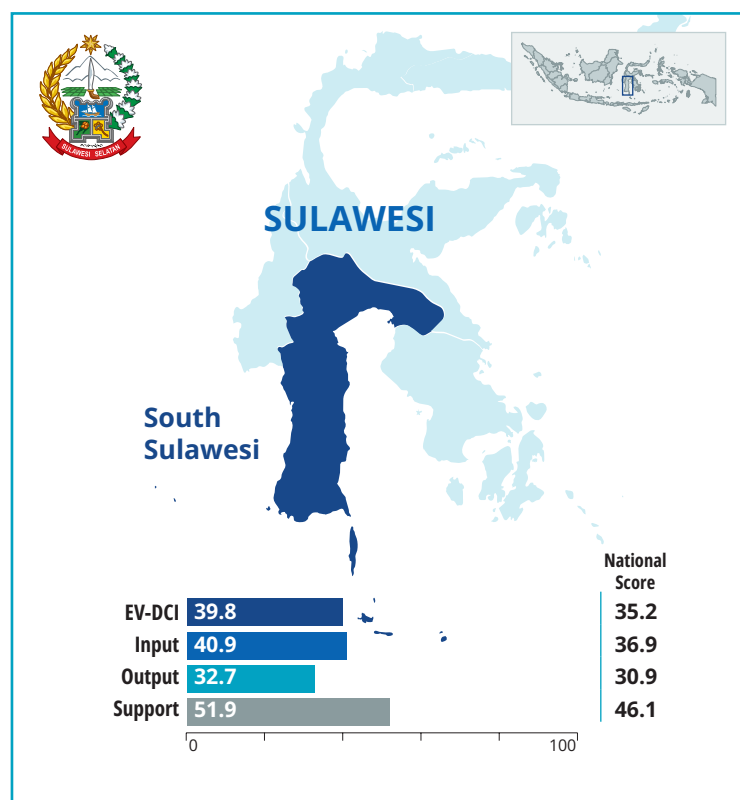 SULAWESI SELATAN
SULAWESI
South
Sulawesi
National
Score
EV-DCI 39.8 35.2
Input 40.9 36.9
Output 32.7 30.9
Support 51.9 46.1
0 100